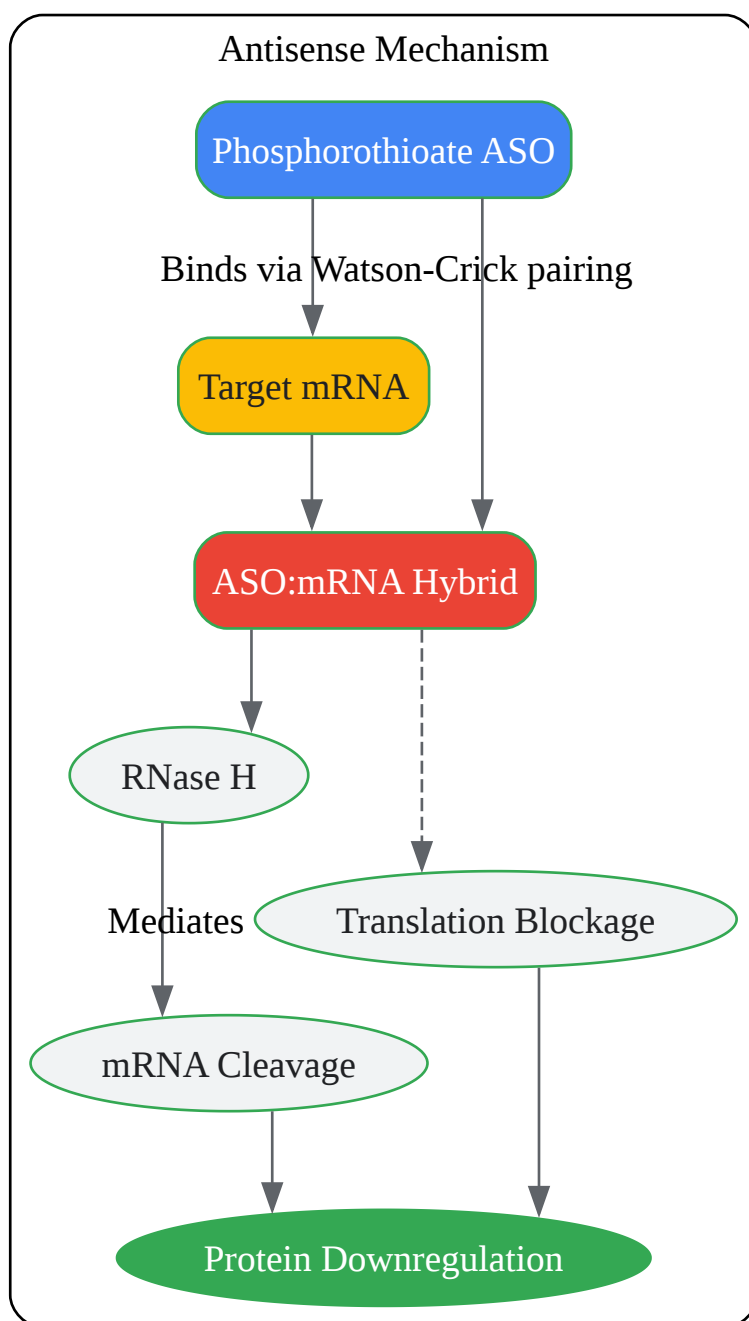 Antisense Mechanism
Phosphorothioate ASO
Binds via Watson-Crick pairing
Target mRNA
ASO:mRNA Hybrid
RNase H
Mediates
Translation Blockage
mRNA Cleavage
Protein Downregulation